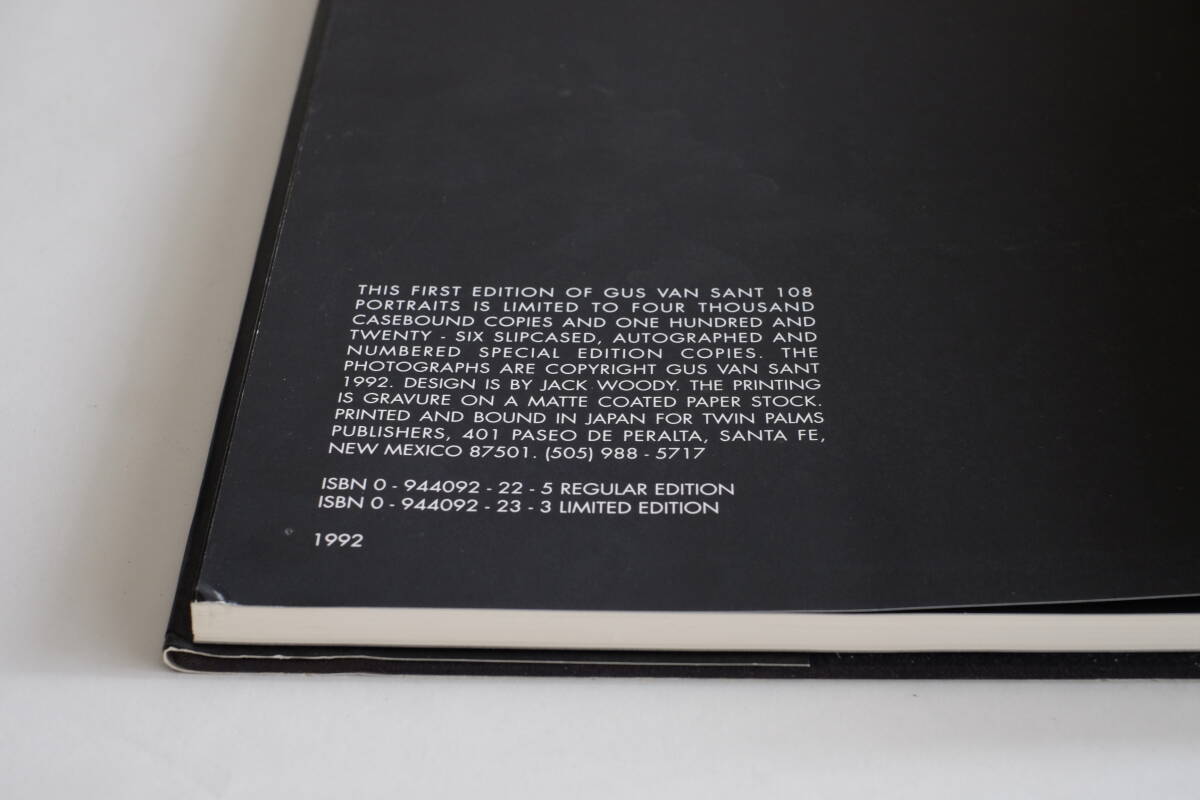 THIS FIRST EDITION OF GUS VAN SANT 108
PORTRAITS IS LIMITED TO FOUR THOUSAND
CASEBOUND COPIES AND ONE HUNDRED AND
TWENTY - SIX SLIPCASED, AUTOGRAPHED AND
NUMBERED SPECIAL EDITION COPIES. THE
PHOTOGRAPHS ARE COPYRIGHT GUS VAN SANT
1992. DESIGN IS BY JACK WOODY. THE PRINTING
IS GRAVURE ON A MATTE COATED PAPER STOCK.
PRINTED AND BOUND IN JAPAN FOR TWIN PALMS
PUBLISHERS, 401 PASEO DE PERALTA, SANTA FE,
NEW MEXICO 87501. (505) 988 - 5717
ISBN 0 - 944092 - 22 - 5 REGULAR EDITION
ISBN 0 - 944092 - 23 - 3 LIMITED EDITION
1992